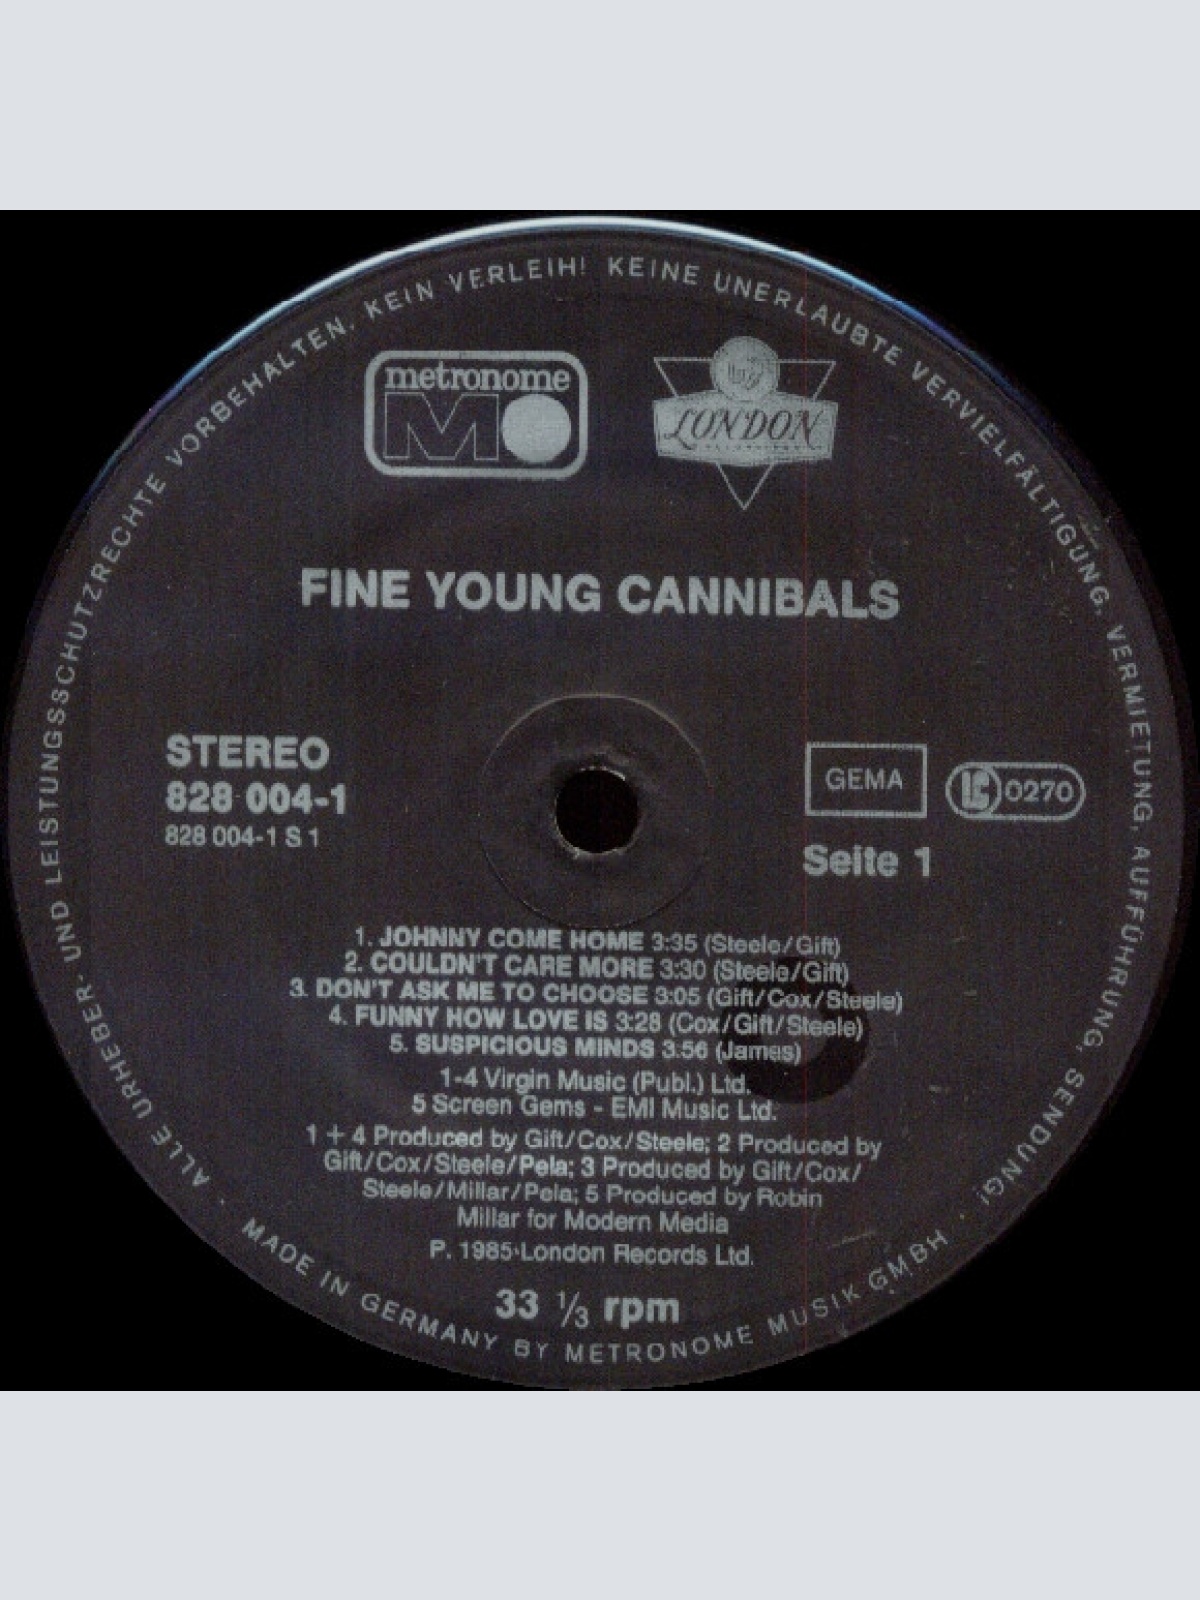 ALLE URHEBER- UND LEISTUNGSSCHUTZRECHTE VORBEHALTEN. KEIN VERLEIH! KEINE UNERLAUBTE VERVIELFÄLTIGUNG, VERMIETUNG, AUFFÜHRUNG, SENDUNG!
metronome
M
LONDON
FINE YOUNG CANNIBALS
STEREO
828 004-1
828 004-1 S 1
GEMA
LC 0270
Seite 1
1. JOHNNY COME HOME 3:35 (Steele/Gift)
2. COULDN'T CARE MORE 3:30 (Steele/Gift)
3. DON'T ASK ME TO CHOOSE 3:05 (Gift/Cox/Steele)
4. FUNNY HOW LOVE IS 3:28 (Cox/Gift/Steele)
5. SUSPICIOUS MINDS 3:56 (James)
1-4 Virgin Music (Publ.) Ltd.
5 Screen Gems - EMI Music Ltd.
1 + 4 Produced by Gift/Cox/Steele; 2 Produced by
Gift/Cox/Steele/Pela; 3 Produced by Gift/Cox/
Steele/Millar/Pela; 5 Produced by Robin
Millar for Modern Media
P. 1985 London Records Ltd.
33 1/3 rpm
· MADE IN GERMANY BY METRONOME MUSIK GMBH ·